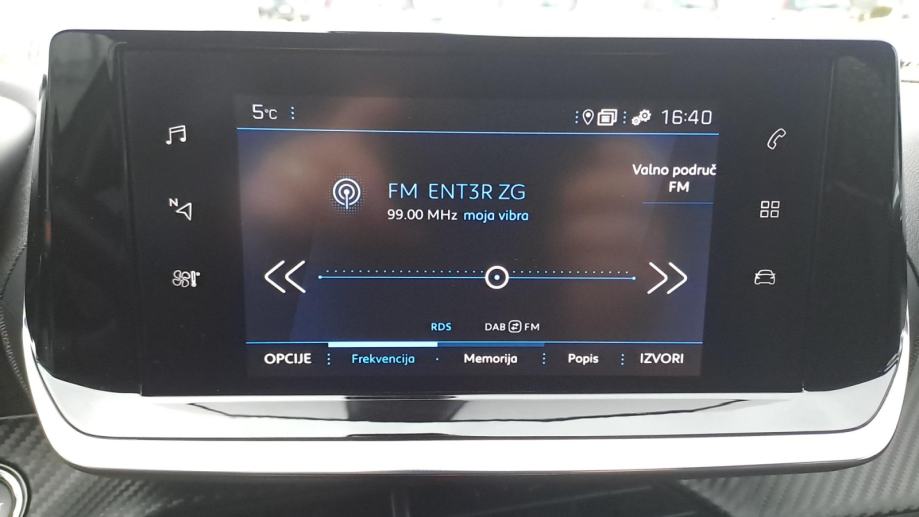 5°C
16:40
Valno područ
FM
FM ENT3R ZG
99.00 MHz moja vibra
N
RDS
DAB FM
OPCIJE Frekvencija Memorija Popis IZVORI